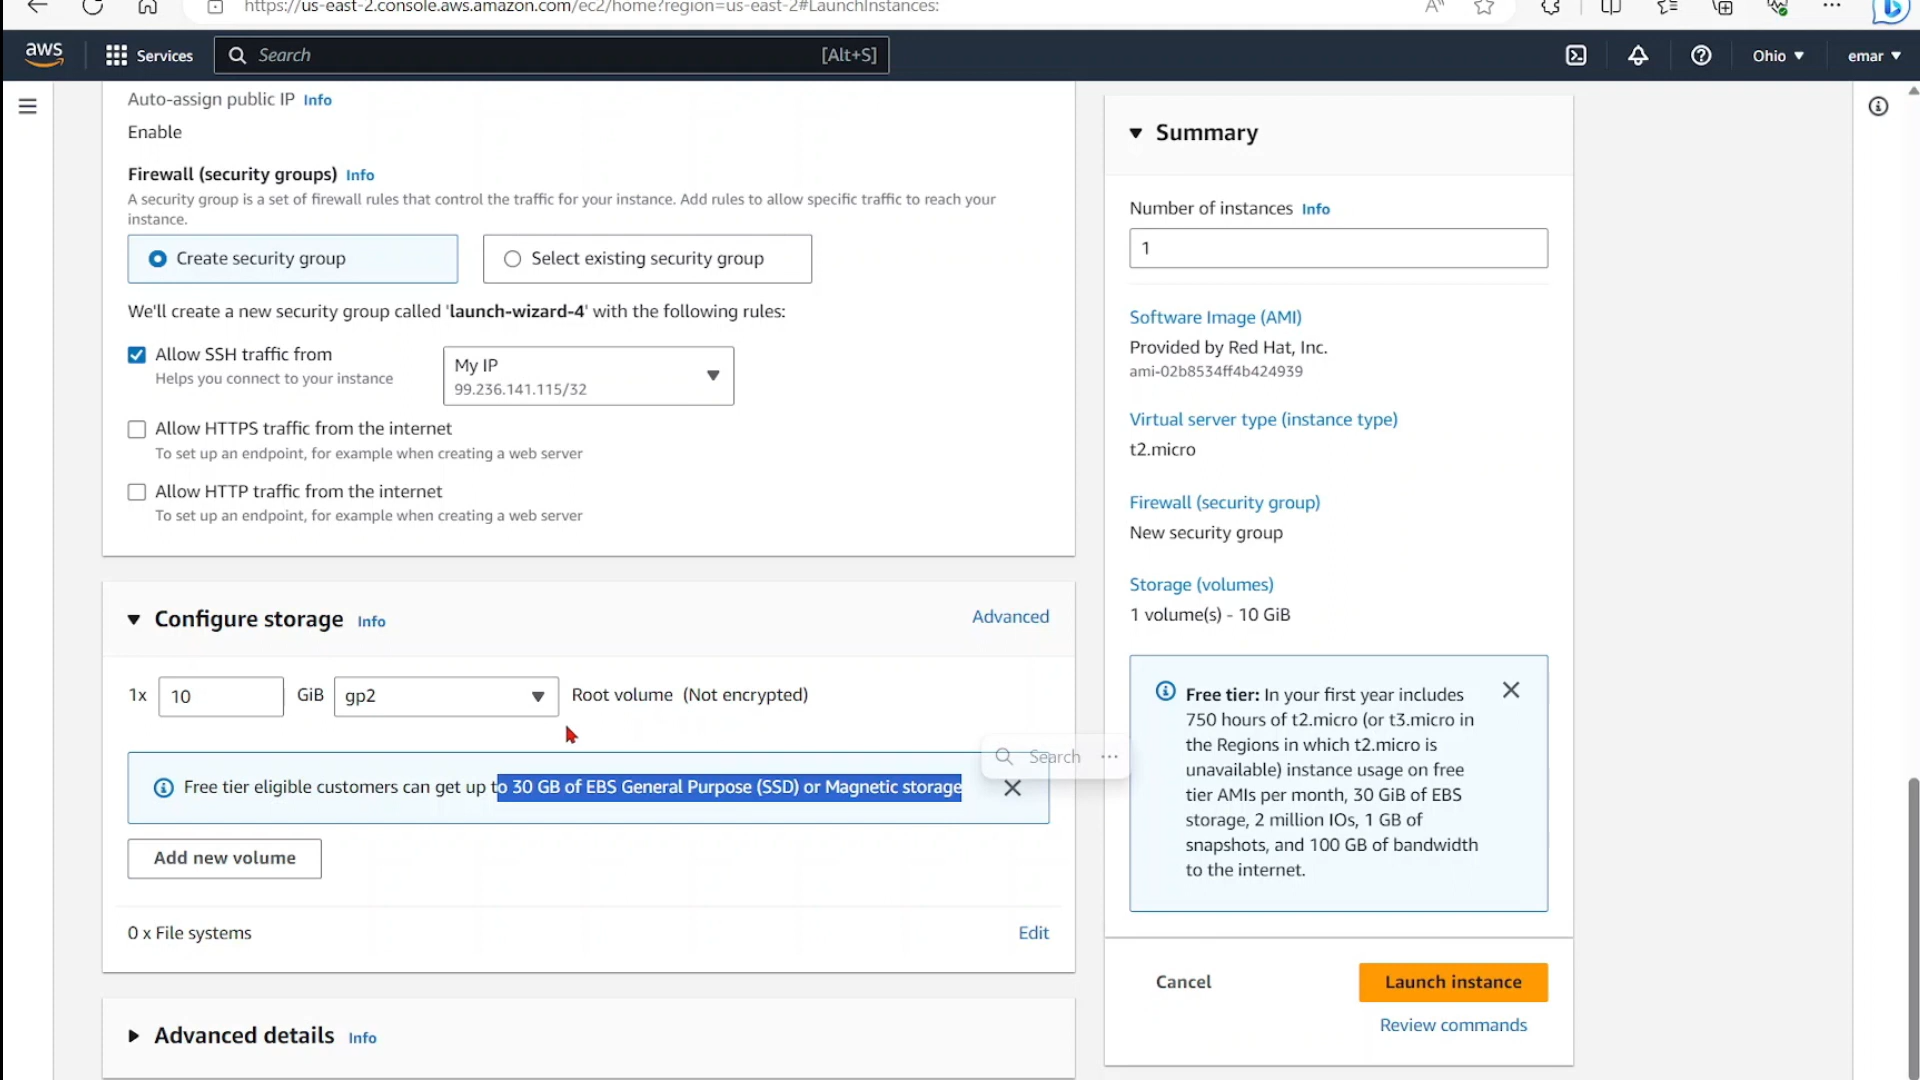 https://us-east-2.console.aws.amazon.com/ec2/home?region=us-east-2#LaunchInstances:
aws
Services
Search
[Alt+S]
Ohio ▼
emar ▼
Auto-assign public IP Info
Enable
Firewall (security groups) Info
A security group is a set of firewall rules that control the traffic for your instance. Add rules to allow specific traffic to reach your
instance.
Create security group
Select existing security group
We'll create a new security group called 'launch-wizard-4' with the following rules:
Allow SSH traffic from
Helps you connect to your instance
My IP
99.236.141.115/32
Allow HTTPS traffic from the internet
To set up an endpoint, for example when creating a web server
Allow HTTP traffic from the internet
To set up an endpoint, for example when creating a web server
Configure storage Info
Advanced
1x
10
GiB
gp2
Root volume (Not encrypted)
Free tier eligible customers can get up to 30 GB of EBS General Purpose (SSD) or Magnetic storage
Search
Add new volume
0 x File systems
Edit
Advanced details Info
Summary
Number of instances Info
1
Software Image (AMI)
Provided by Red Hat, Inc.
ami-02b8534ff4b424939
Virtual server type (instance type)
t2.micro
Firewall (security group)
New security group
Storage (volumes)
1 volume(s) - 10 GiB
Free tier: In your first year includes
750 hours of t2.micro (or t3.micro in
the Regions in which t2.micro is
unavailable) instance usage on free
tier AMIs per month, 30 GiB of EBS
storage, 2 million IOs, 1 GB of
snapshots, and 100 GB of bandwidth
to the internet.
Cancel
Launch instance
Review commands